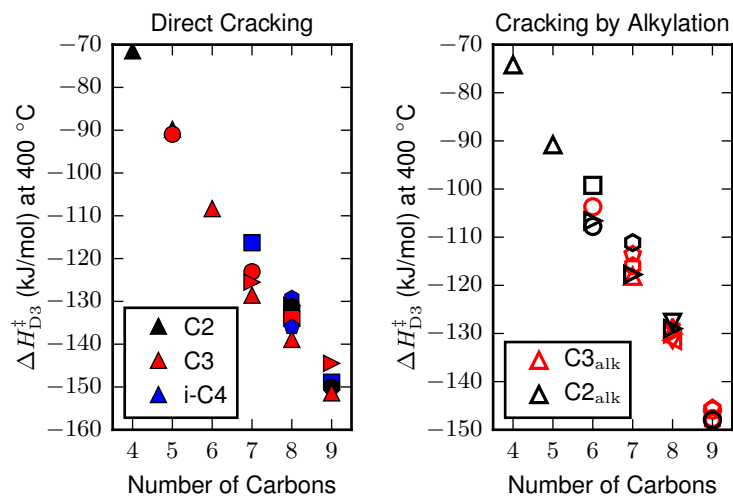 Direct Cracking
−70
−80
−90
−100
−110
−120
−130
−140
−150
−160
ΔH‡D3 (kJ/mol) at 400 °C
C2
C3
i-C4
4 5 6 7 8 9
Number of Carbons
Cracking by Alkylation
−70
−80
−90
−100
−110
−120
−130
−140
−150
ΔH‡D3 (kJ/mol) at 400 °C
C3alk
C2alk
4 5 6 7 8 9
Number of Carbons